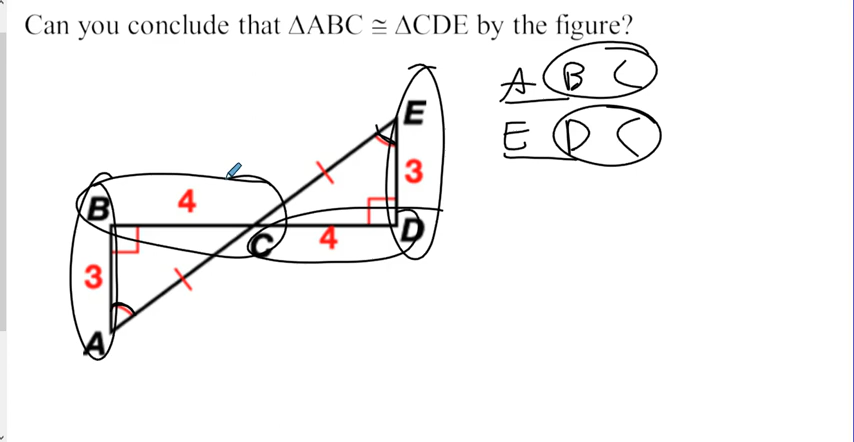 Can you conclude that ΔABC ≅ ΔCDE by the figure?
A B C
E D C
E
B
4
3
C
4
D
3
A